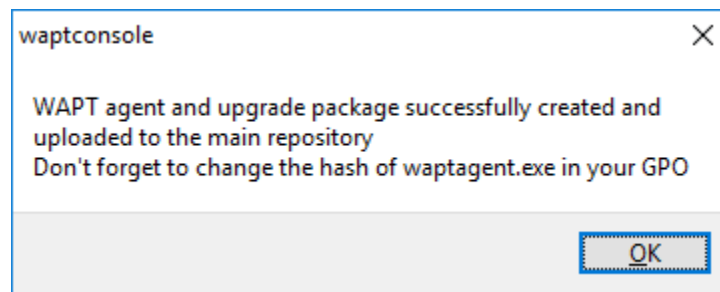 waptconsole
WAPT agent and upgrade package successfully created and
uploaded to the main repository
Don't forget to change the hash of waptagent.exe in your GPO
OK